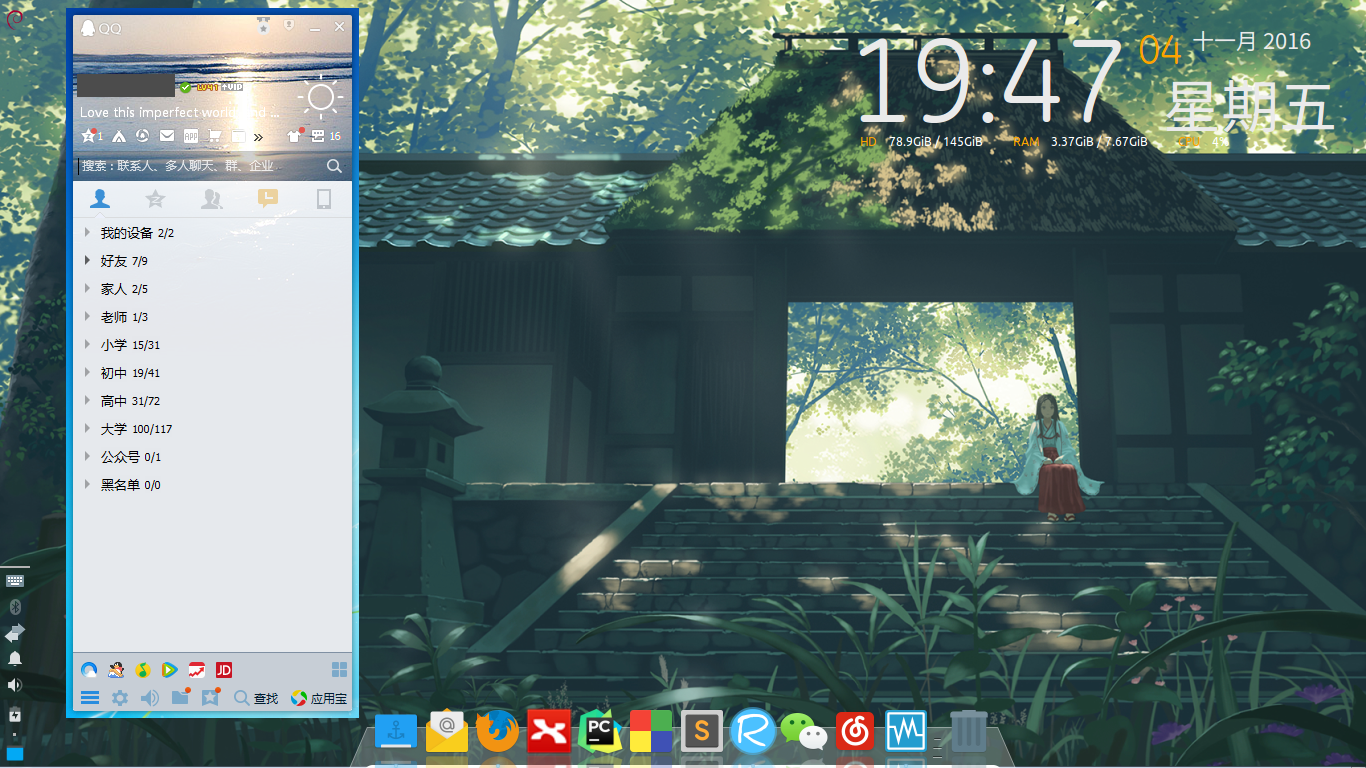 QQ
Love this imperfect world and ...
1
APP
16
搜索：联系人、多人聊天、群、企业
我的设备 2/2
好友 7/9
家人 2/5
老师 1/3
小学 15/31
初中 19/41
高中 31/72
大学 100/117
公众号 0/1
黑名单 0/0
JD
查找
应用宝
19:47
04
十一月 2016
星期五
HD 78.9GiB / 145GiB RAM 3.37GiB / 7.67GiB CPU 4%
@
PC
S
R